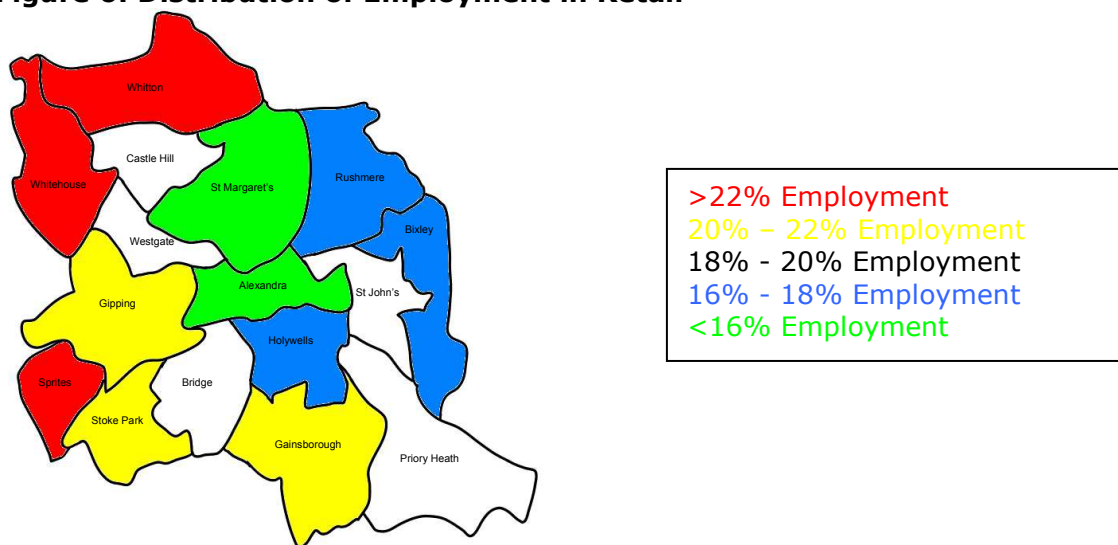 Figure 6: Distribution of Employment in Retail
Whitton
Castle Hill
Whitehouse
St Margaret's
Rushmere
Bixley
Westgate
Alexandra
St John's
Gipping
Holywells
Sprites
Bridge
Stoke Park
Gainsborough
Priory Heath
>22% Employment
20% – 22% Employment
18% - 20% Employment
16% - 18% Employment
<16% Employment